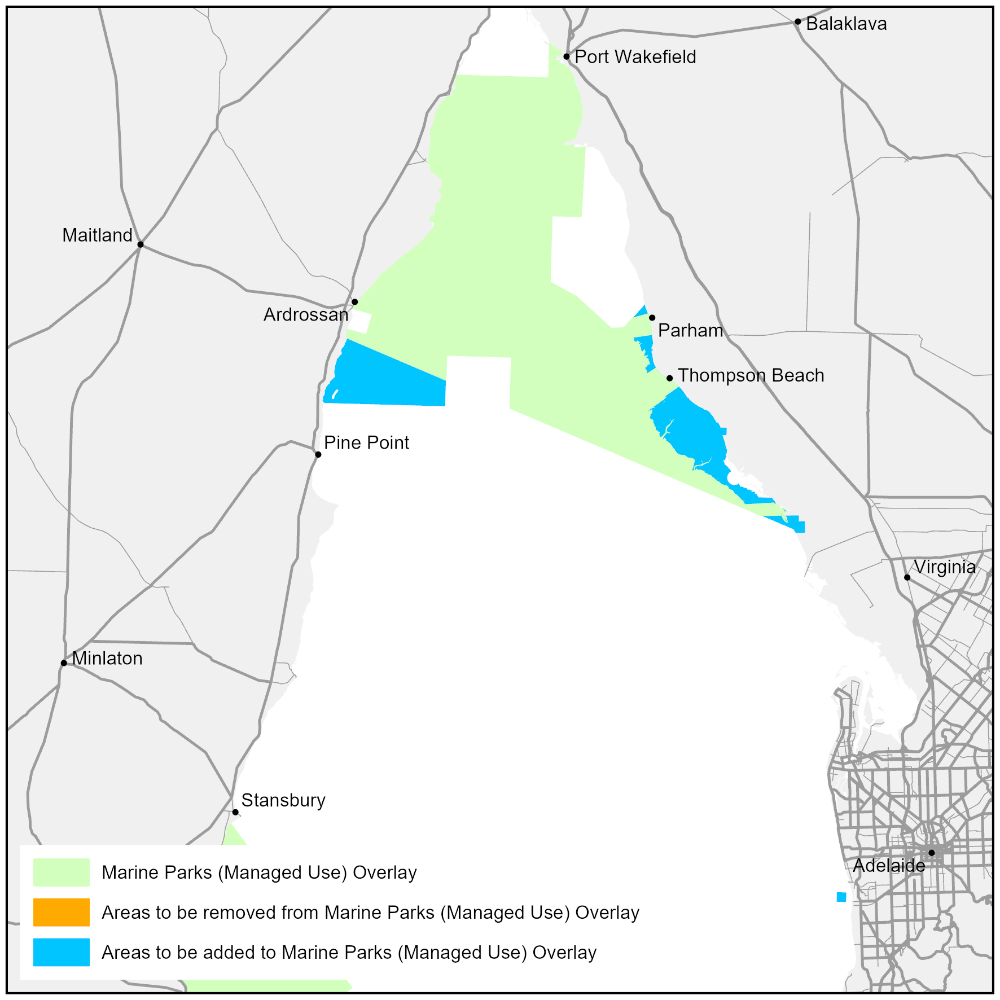 Balaklava
Port Wakefield
Maitland
Ardrossan
Parham
Thompson Beach
Pine Point
Virginia
Minlaton
Stansbury
Adelaide
Marine Parks (Managed Use) Overlay
Areas to be removed from Marine Parks (Managed Use) Overlay
Areas to be added to Marine Parks (Managed Use) Overlay